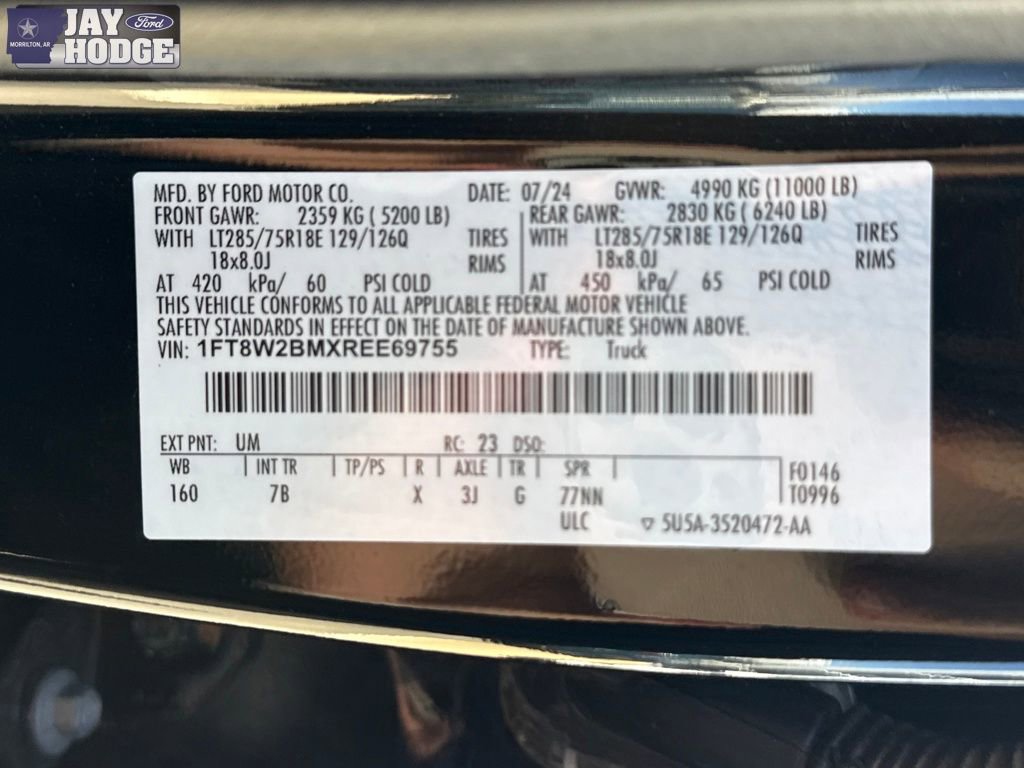 JAY Ford
HODGE
MORRILTON, AR
MFD. BY FORD MOTOR CO. DATE: 07/24 GVWR: 4990 KG (11000 LB)
FRONT GAWR: 2359 KG ( 5200 LB) REAR GAWR: 2830 KG ( 6240 LB)
WITH LT285/75R18E 129/126Q TIRES WITH LT285/75R18E 129/126Q TIRES
18x8.0J RIMS 18x8.0J RIMS
AT 420 kPa/ 60 PSI COLD AT 450 kPa/ 65 PSI COLD
THIS VEHICLE CONFORMS TO ALL APPLICABLE FEDERAL MOTOR VEHICLE
SAFETY STANDARDS IN EFFECT ON THE DATE OF MANUFACTURE SHOWN ABOVE.
VIN: 1FT8W2BMXREE69755 TYPE: Truck
EXT PNT: UM RC: 23 DSO:
WB INT TR TP/PS R AXLE TR SPR F0146
160 7B X 3J G 77NN T0996
ULC ▽ 5U5A-3520472-AA